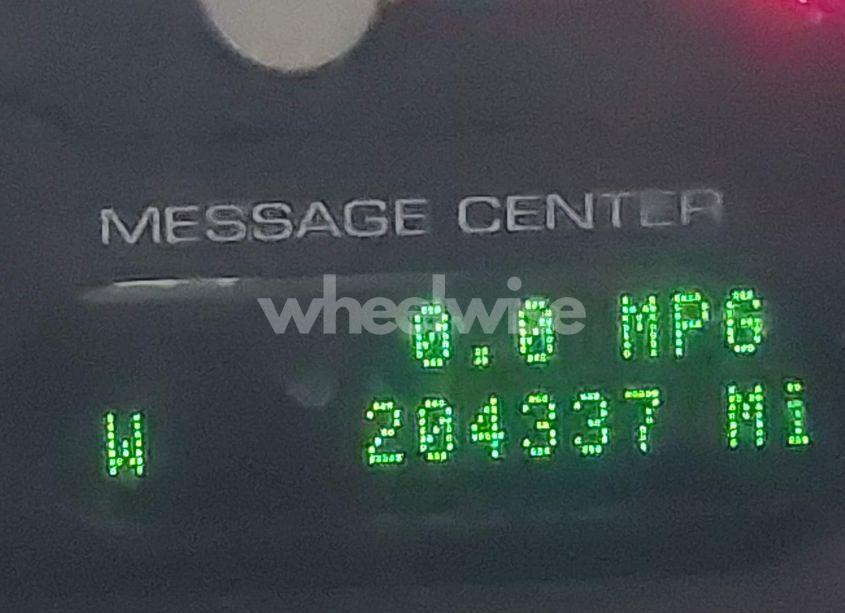 MESSAGE CENTER
wheelwise
0.0 MPG
W 204337 Mi